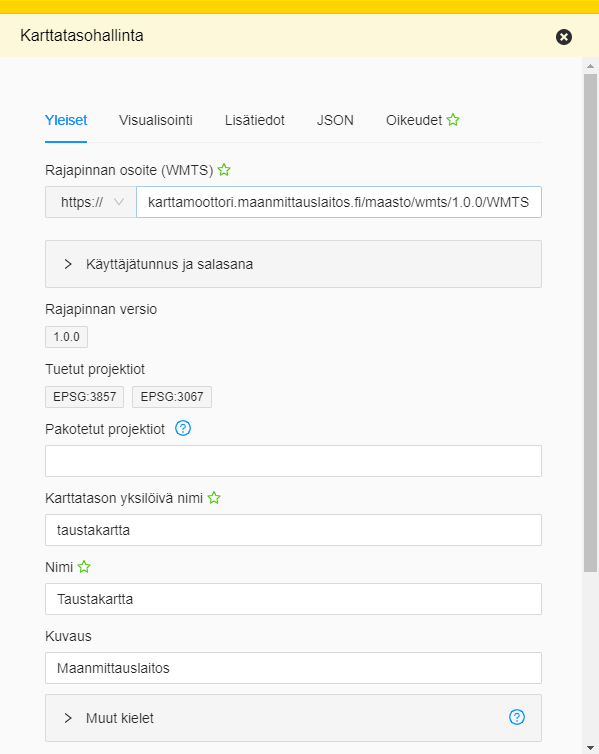 Karttatasohallinta
Yleiset Visualisointi Lisätiedot JSON Oikeudet
Rajapinnan osoite (WMTS)
https:// karttamoottori.maanmittauslaitos.fi/maasto/wmts/1.0.0/WMTS
Käyttäjätunnus ja salasana
Rajapinnan versio
1.0.0
Tuetut projektiot
EPSG:3857 EPSG:3067
Pakotetut projektiot
Karttatason yksilöivä nimi
taustakartta
Nimi
Taustakartta
Kuvaus
Maanmittauslaitos
Muut kielet